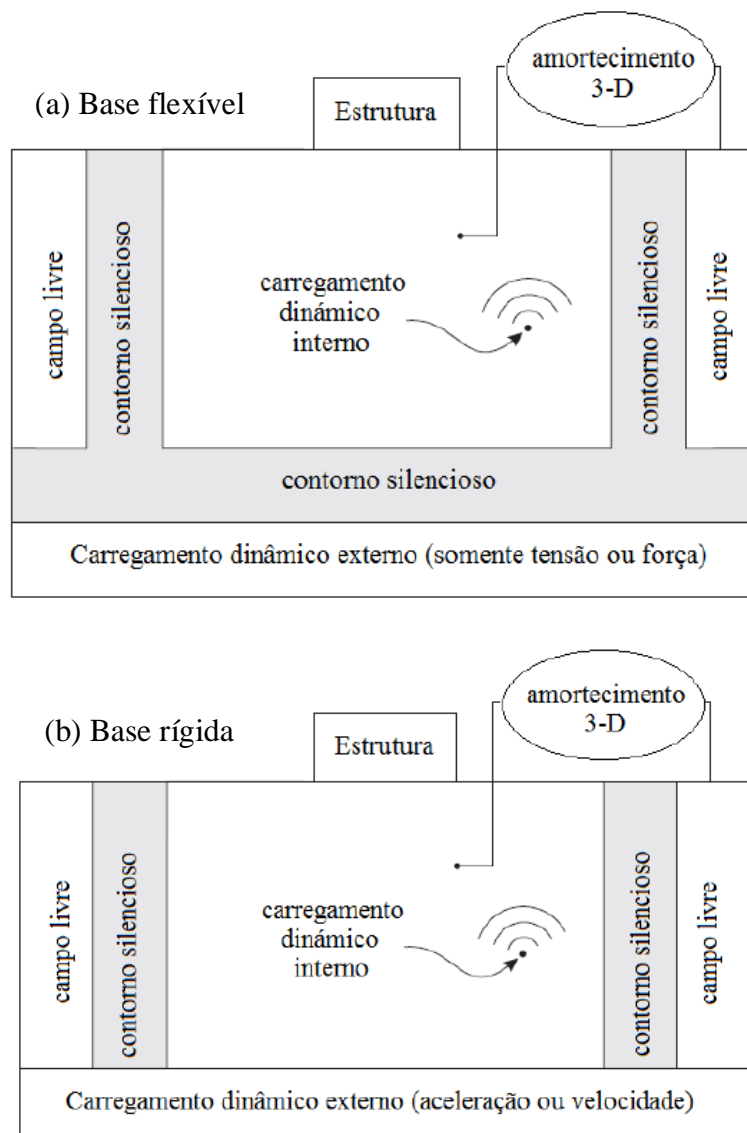 (a) Base flexível
amortecimento
3-D
Estrutura
campo livre
contorno silencioso
carregamento
dinámico
interno
contorno silencioso
campo livre
contorno silencioso
Carregamento dinâmico externo (somente tensão ou força)
(b) Base rígida
amortecimento
3-D
Estrutura
campo livre
contorno silencioso
carregamento
dinámico
interno
contorno silencioso
campo livre
Carregamento dinâmico externo (aceleração ou velocidade)